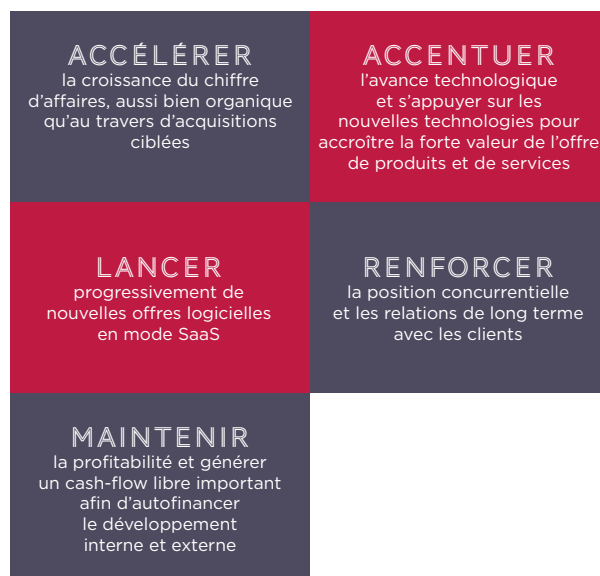 ACCÉLÉRER
la croissance du chiffre
d'affaires, aussi bien organique
qu'au travers d'acquisitions
ciblées
ACCENTUER
l'avance technologique
et s'appuyer sur les
nouvelles technologies pour
accroître la forte valeur de l'offre
de produits et de services
LANCER
progressivement de
nouvelles offres logicielles
en mode SaaS
RENFORCER
la position concurrentielle
et les relations de long terme
avec les clients
MAINTENIR
la profitabilité et générer
un cash-flow libre important
afin d'autofinancer
le développement
interne et externe